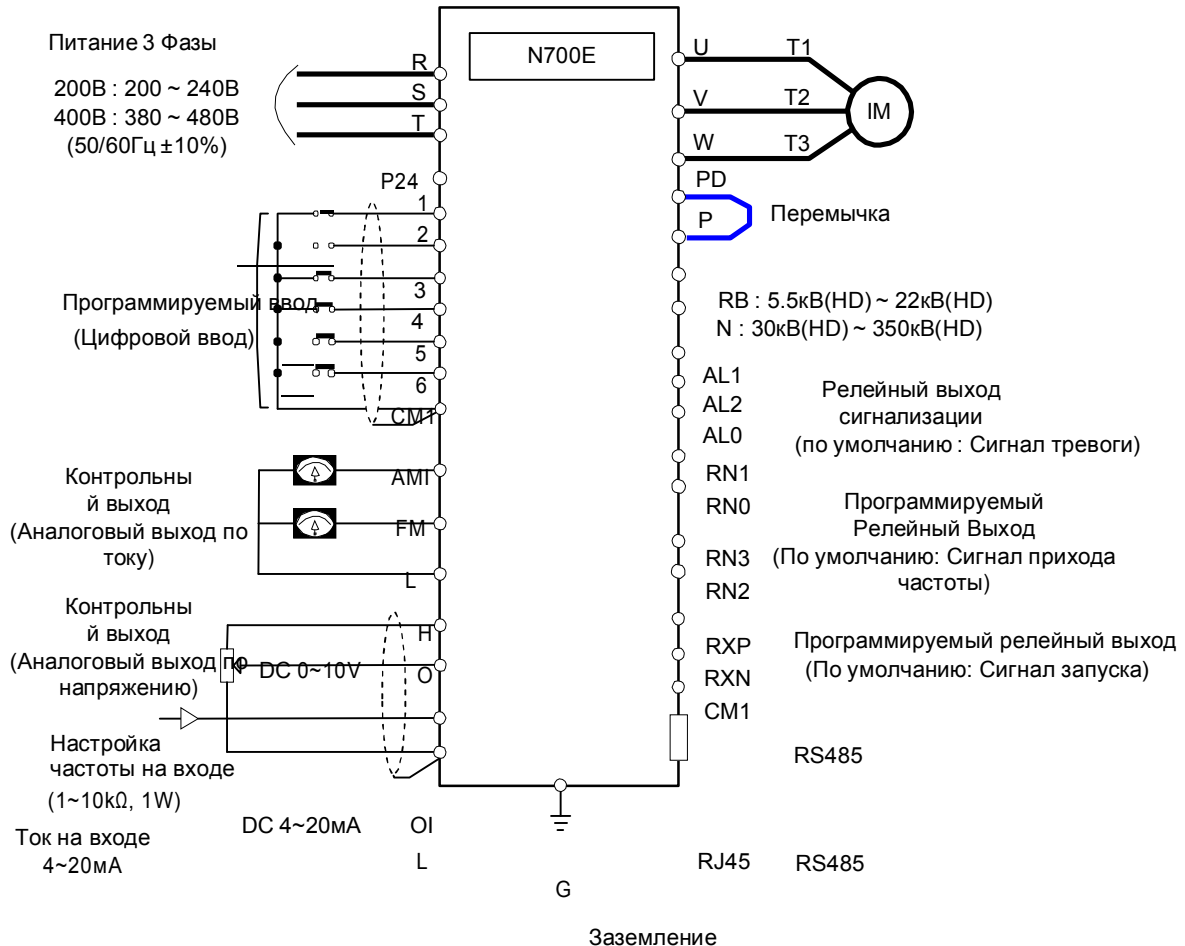 N700E
Питание 3 Фазы
200В : 200 ~ 240В
400В : 380 ~ 480В
(50/60Гц ±10%)
R
S
T
P24
1
2
3
4
5
6
CM1
Программируемый ввод
(Цифровой ввод)
AMI
FM
L
Контрольны
й выход
(Аналоговый выход по
току)
Контрольны
й выход
(Аналоговый выход по
напряжению)
H
DC 0~10V
O
Настройка
частоты на входе
(1~10kΩ, 1W)
Ток на входе
4~20мА
DC 4~20мА
OI
L
U
T1
V
T2
W
T3
IM
PD
P
Перемычка
RB : 5.5кВ(HD) ~ 22кВ(HD)
N : 30кВ(HD) ~ 350кВ(HD)
AL1
AL2
AL0
Релейный выход
сигнализации
(по умолчанию : Сигнал тревоги)
RN1
RN0
Программируемый
Релейный Выход
(По умолчанию: Сигнал прихода
частоты)
RN3
RN2
RXP
RXN
CM1
Программируемый релейный выход
(По умолчанию: Сигнал запуска)
RS485
RJ45
RS485
G
Заземление